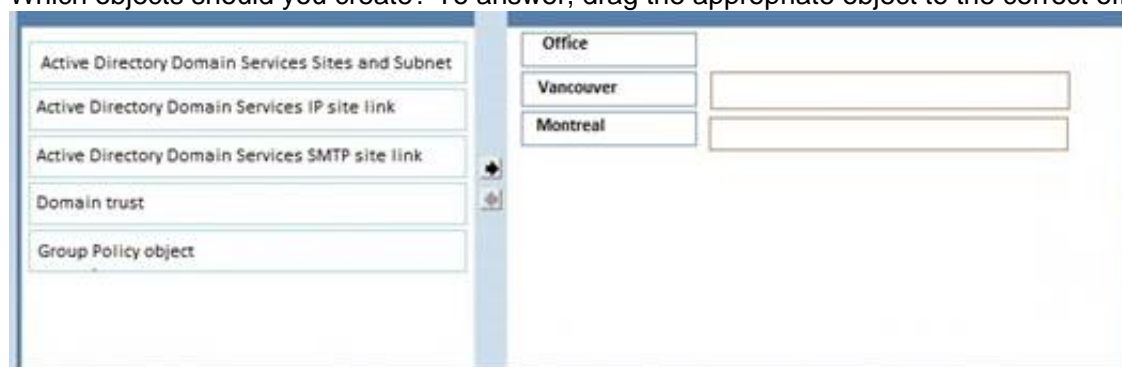 Which objects should you create? To answer, drag the appropriate object to the correct
Active Directory Domain Services Sites and Subnet
Active Directory Domain Services IP site link
Active Directory Domain Services SMTP site link
Domain trust
Group Policy object
Office
Vancouver
Montreal